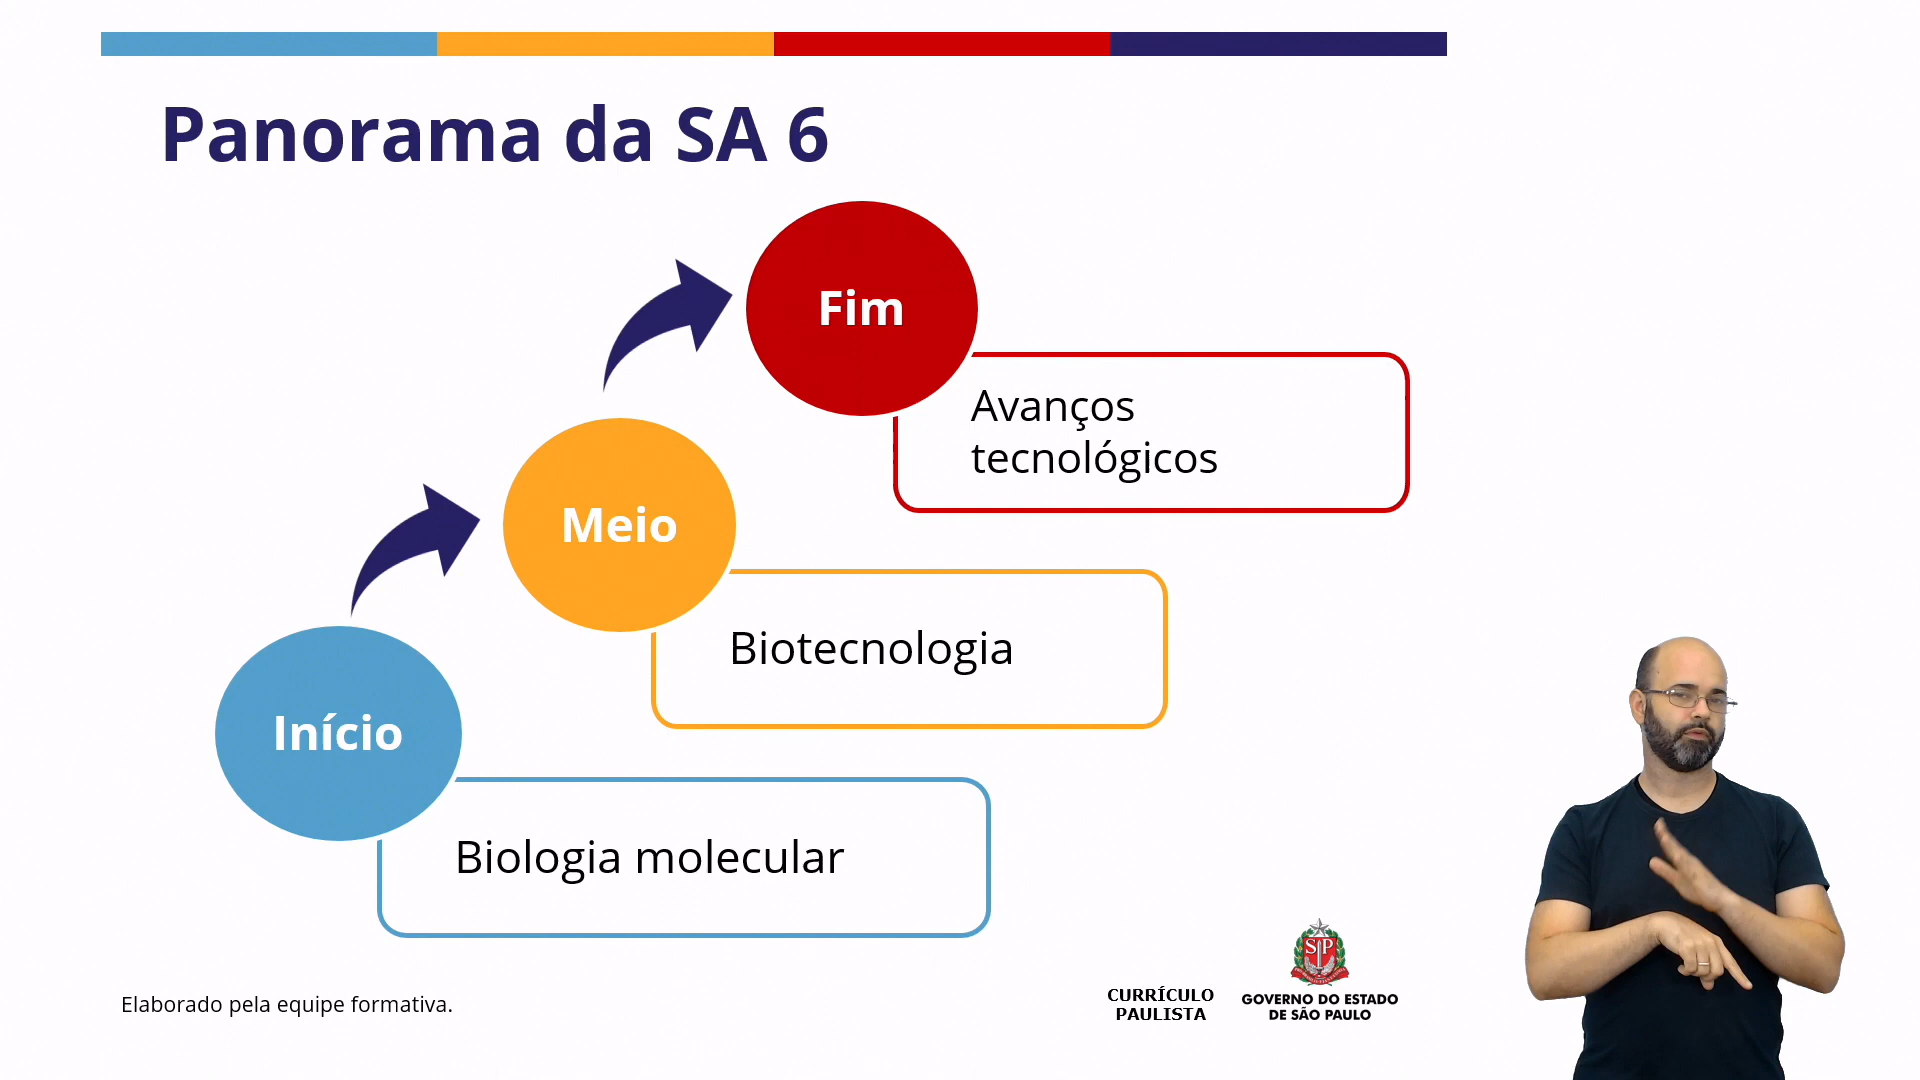 Panorama da SA 6
Fim
Avanços
tecnológicos
Meio
Biotecnologia
Início
Biologia molecular
Elaborado pela equipe formativa.
CURRÍCULO
PAULISTA
SP
GOVERNO DO ESTADO
DE SÃO PAULO